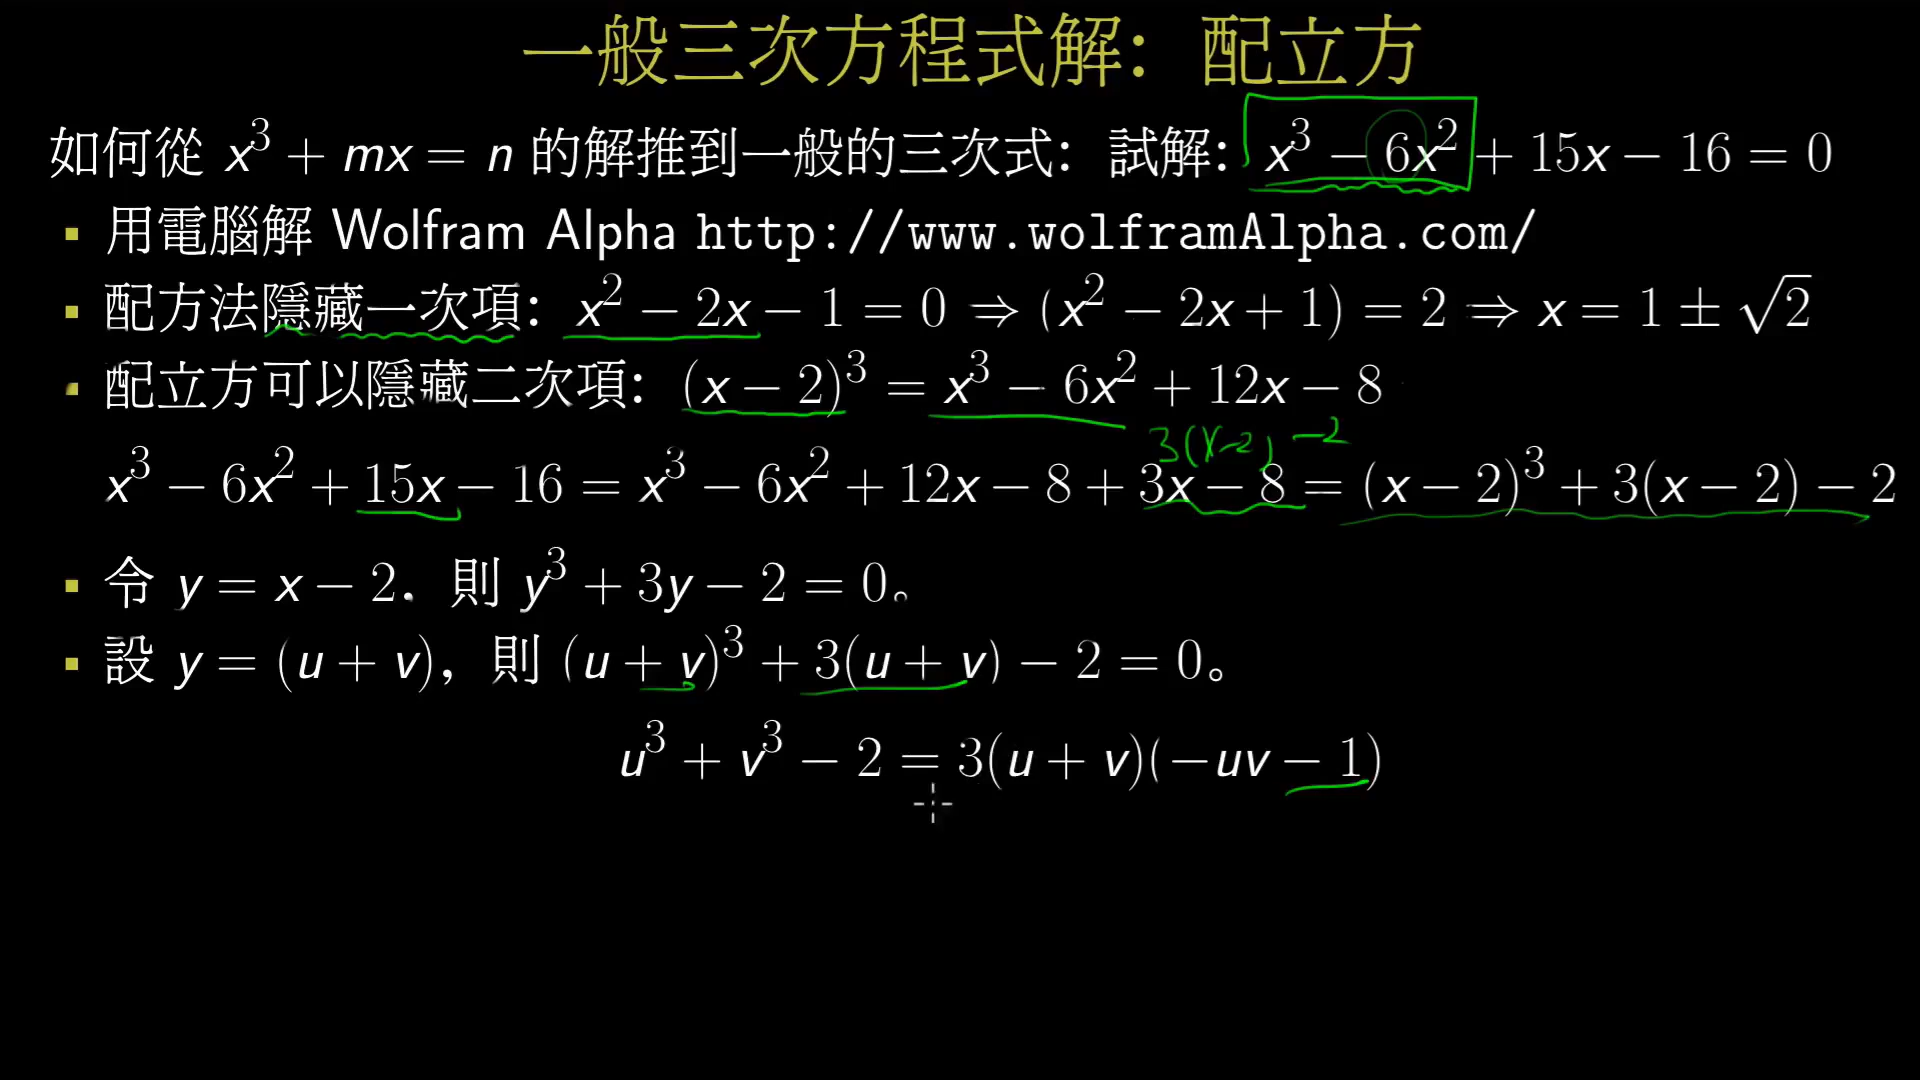 一般三次方程式解：配立方
如何從 x³ + mx = n 的解推到一般的三次式：試解：x³ − 6x² + 15x − 16 = 0
▪ 用電腦解 Wolfram Alpha http://www.wolframAlpha.com/
▪ 配方法隱藏一次項：x² − 2x − 1 = 0 ⇒ (x² − 2x + 1) = 2 ⇒ x = 1 ± √2
▪ 配立方可以隱藏二次項：(x − 2)³ = x³ − 6x² + 12x − 8
3(x−2) −2
x³ − 6x² + 15x − 16 = x³ − 6x² + 12x − 8 + 3x − 8 = (x − 2)³ + 3(x − 2) − 2
▪ 令 y = x − 2．則 y³ + 3y − 2 = 0。
▪ 設 y = (u + v)，則 (u + v)³ + 3(u + v) − 2 = 0。
u³ + v³ − 2 = 3(u + v)(−uv − 1)